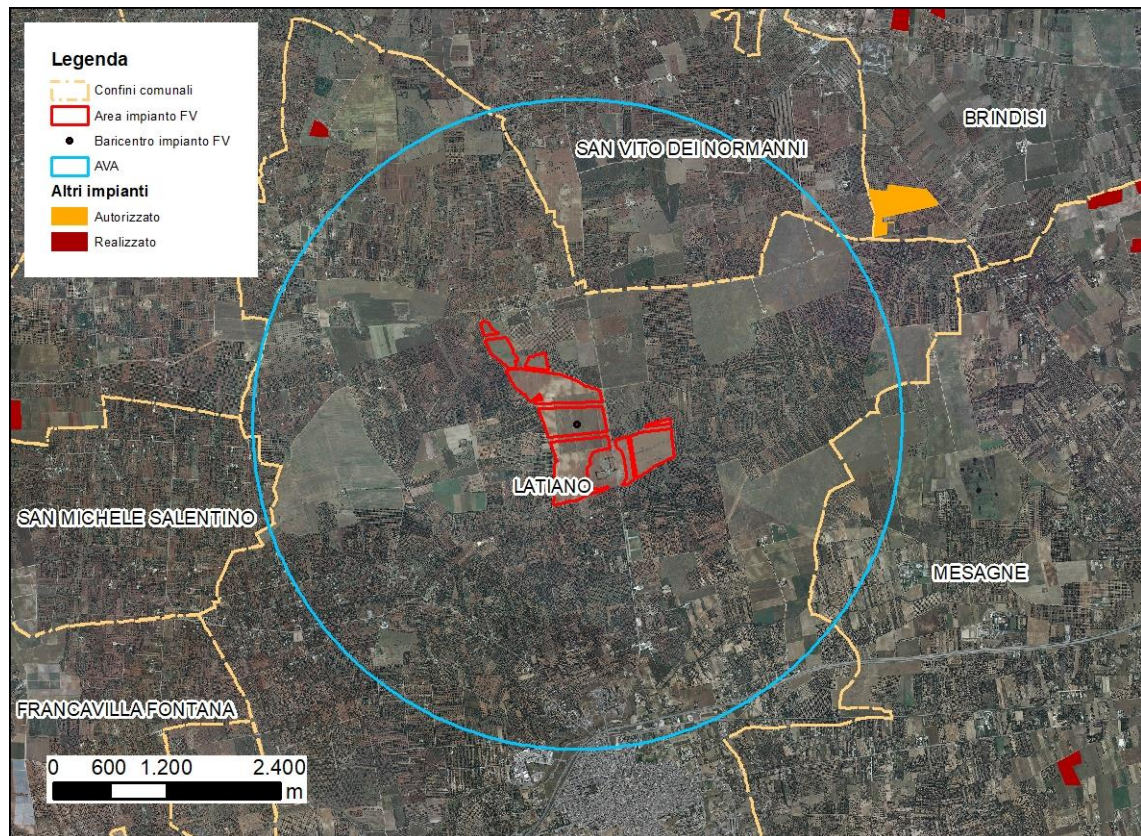 Legenda
Confini comunali
Area impianto FV
Baricentro impianto FV
AVA
Altri impianti
Autorizzato
Realizzato
BRINDISI
SAN VITO DEI NORMANNI
LATIANO
SAN MICHELE SALENTINO
MESAGNE
FRANCAVILLA FONTANA
0 600 1.200 2.400
m